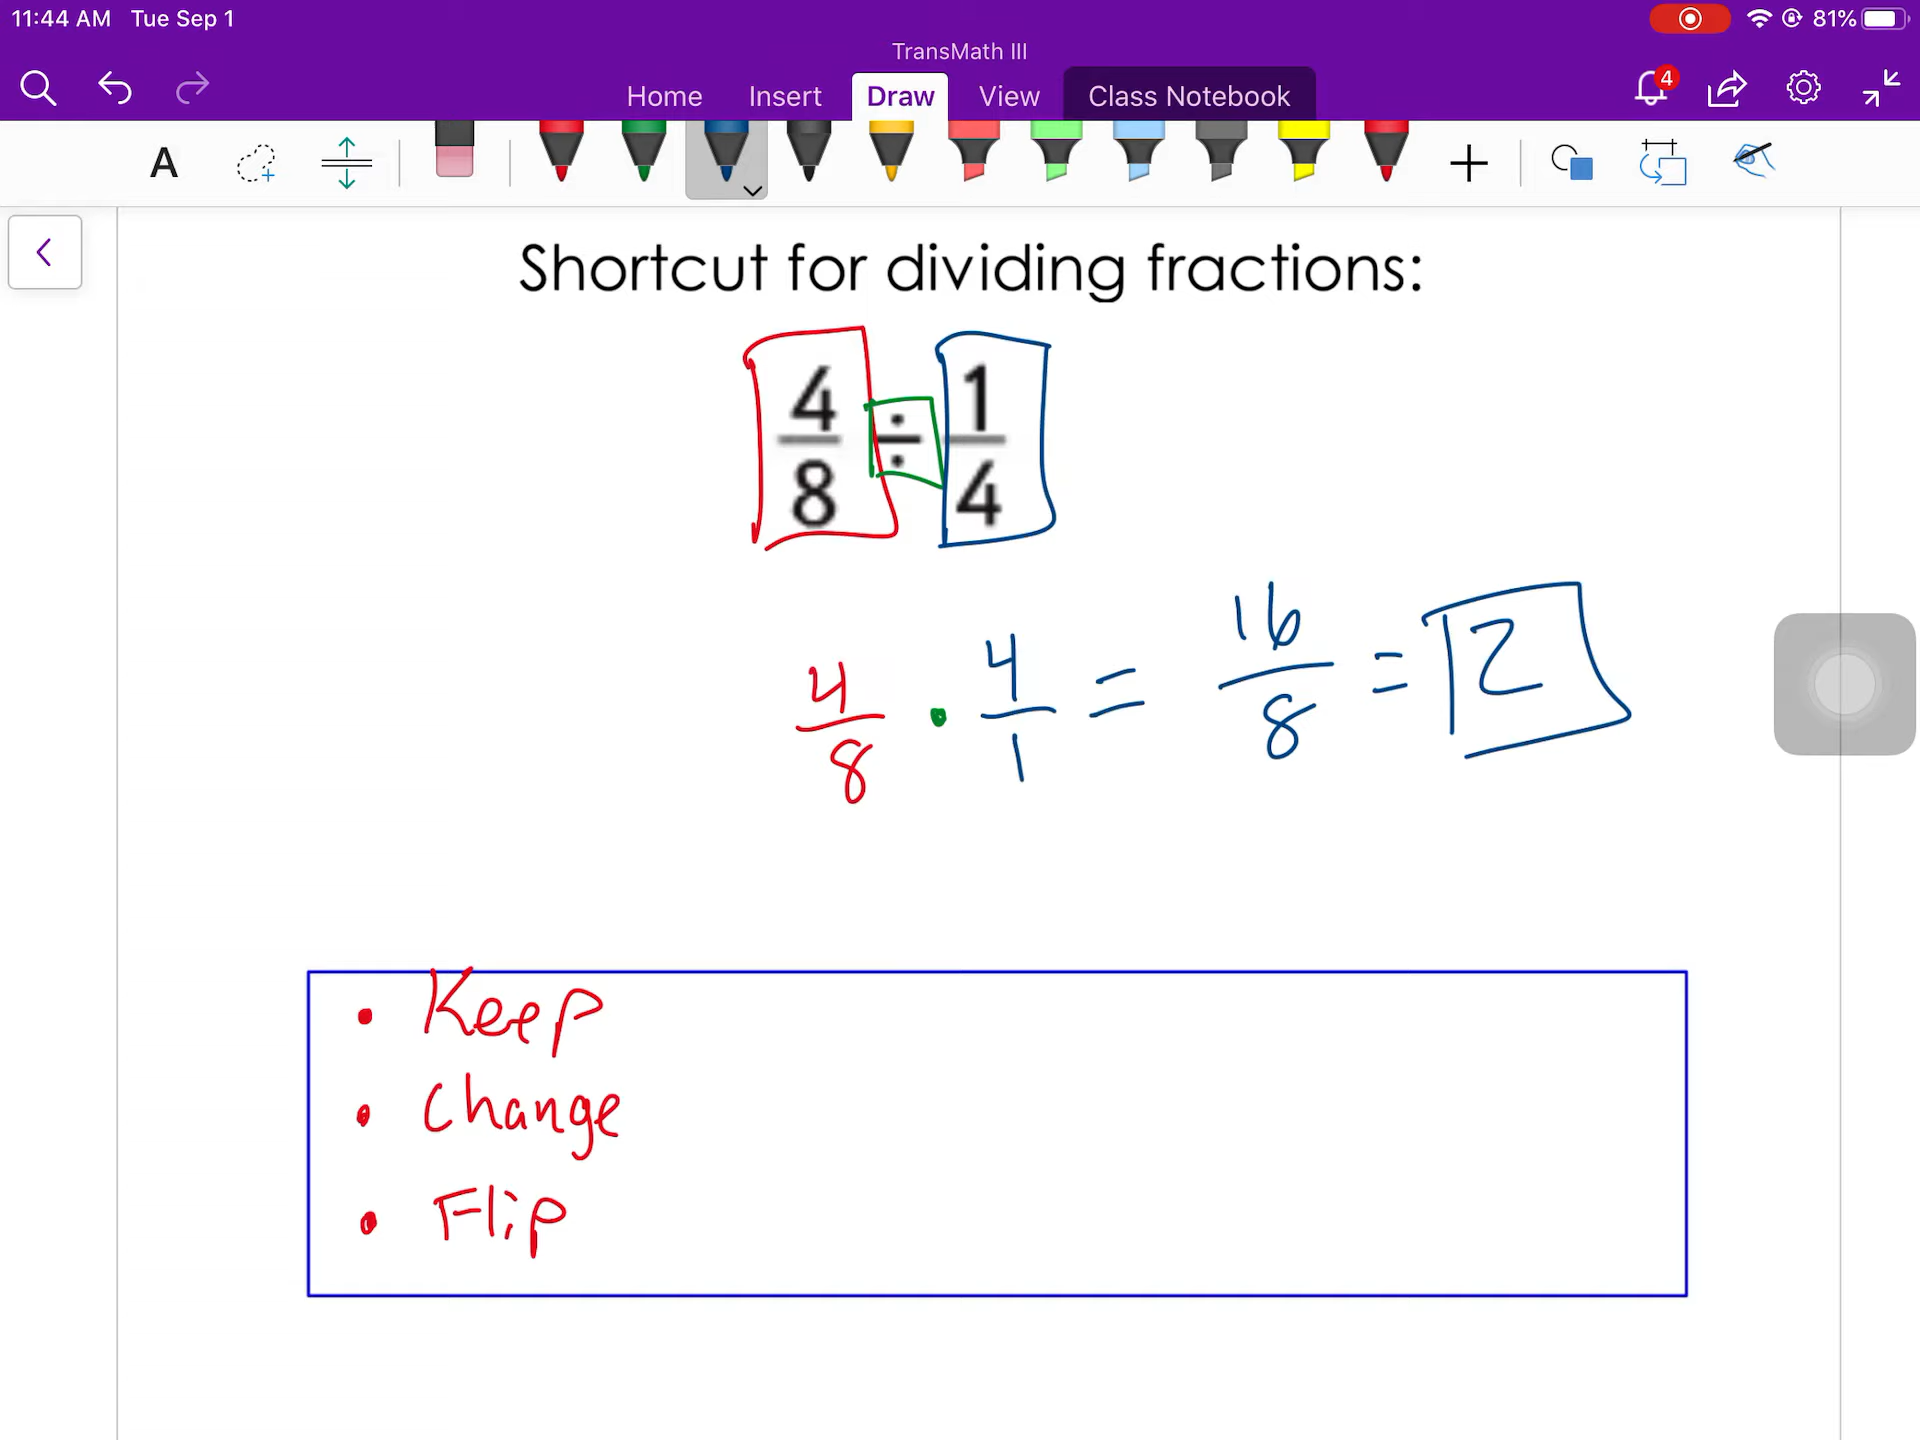 11:44 AM Tue Sep 1
81%
TransMath III
Home Insert Draw View Class Notebook
4
A
Shortcut for dividing fractions:
4/8 ÷ 1/4
4/8 · 4/1 = 16/8 = 2
• Keep
• Change
• Flip